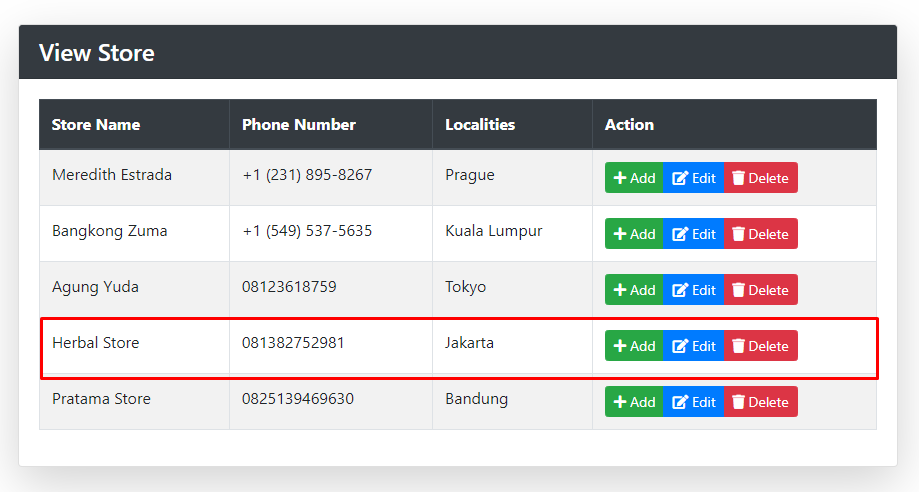 View Store
Store Name Phone Number Localities Action
Meredith Estrada +1 (231) 895-8267 Prague Add Edit Delete
Bangkong Zuma +1 (549) 537-5635 Kuala Lumpur Add Edit Delete
Agung Yuda 08123618759 Tokyo Add Edit Delete
Herbal Store 081382752981 Jakarta Add Edit Delete
Pratama Store 0825139469630 Bandung Add Edit Delete